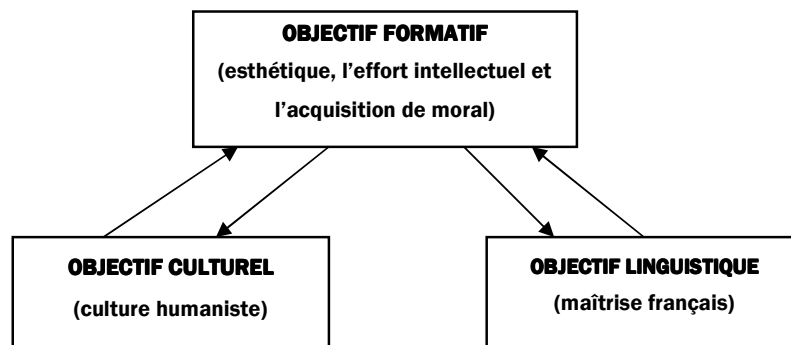 OBJECTIF FORMATIF
(esthétique, l’effort intellectuel et
l’acquisition de moral)
OBJECTIF CULTUREL
(culture humaniste)
OBJECTIF LINGUISTIQUE
(maîtrise français)